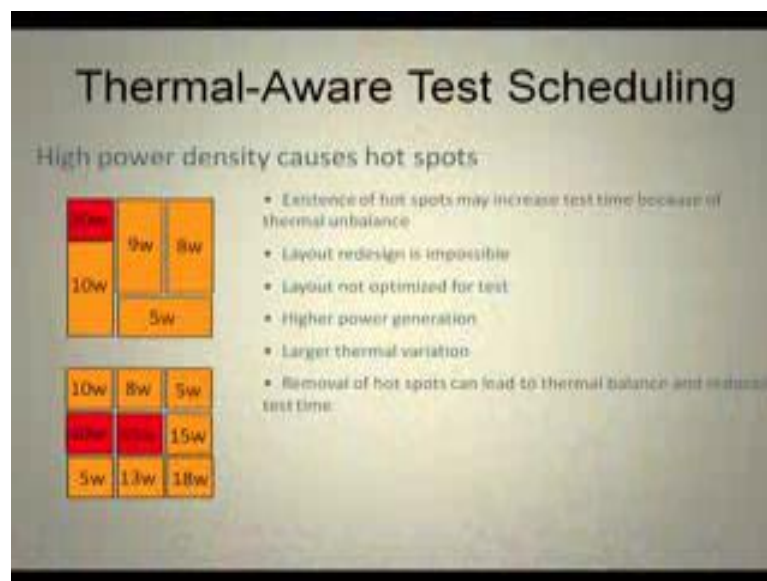 Thermal-Aware Test Scheduling
High power density causes hot spots
• Existence of hot spots may increase test time because of
thermal unbalance
• Layout redesign is impossible
• Layout not optimized for test
• Higher power generation
• Larger thermal variation
• Removal of hot spots can lead to thermal balance and
test time
9w 8w
10w
5w
10w 8w 5w
15w
5w 13w 18w